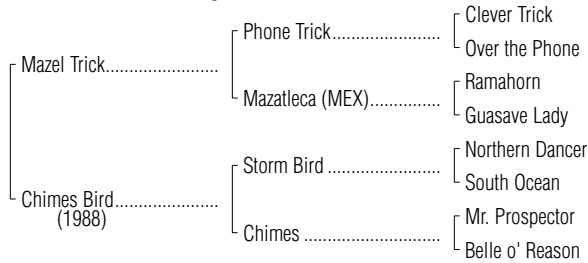 Clever Trick
Phone Trick......................
Over the Phone
Mazel Trick.......................
Ramahorn
Mazatleca (MEX)...............
Guasave Lady
Northern Dancer
Storm Bird ......................
South Ocean
Chimes Bird.....................
(1988)
Mr. Prospector
Chimes ...........................
Belle o' Reason